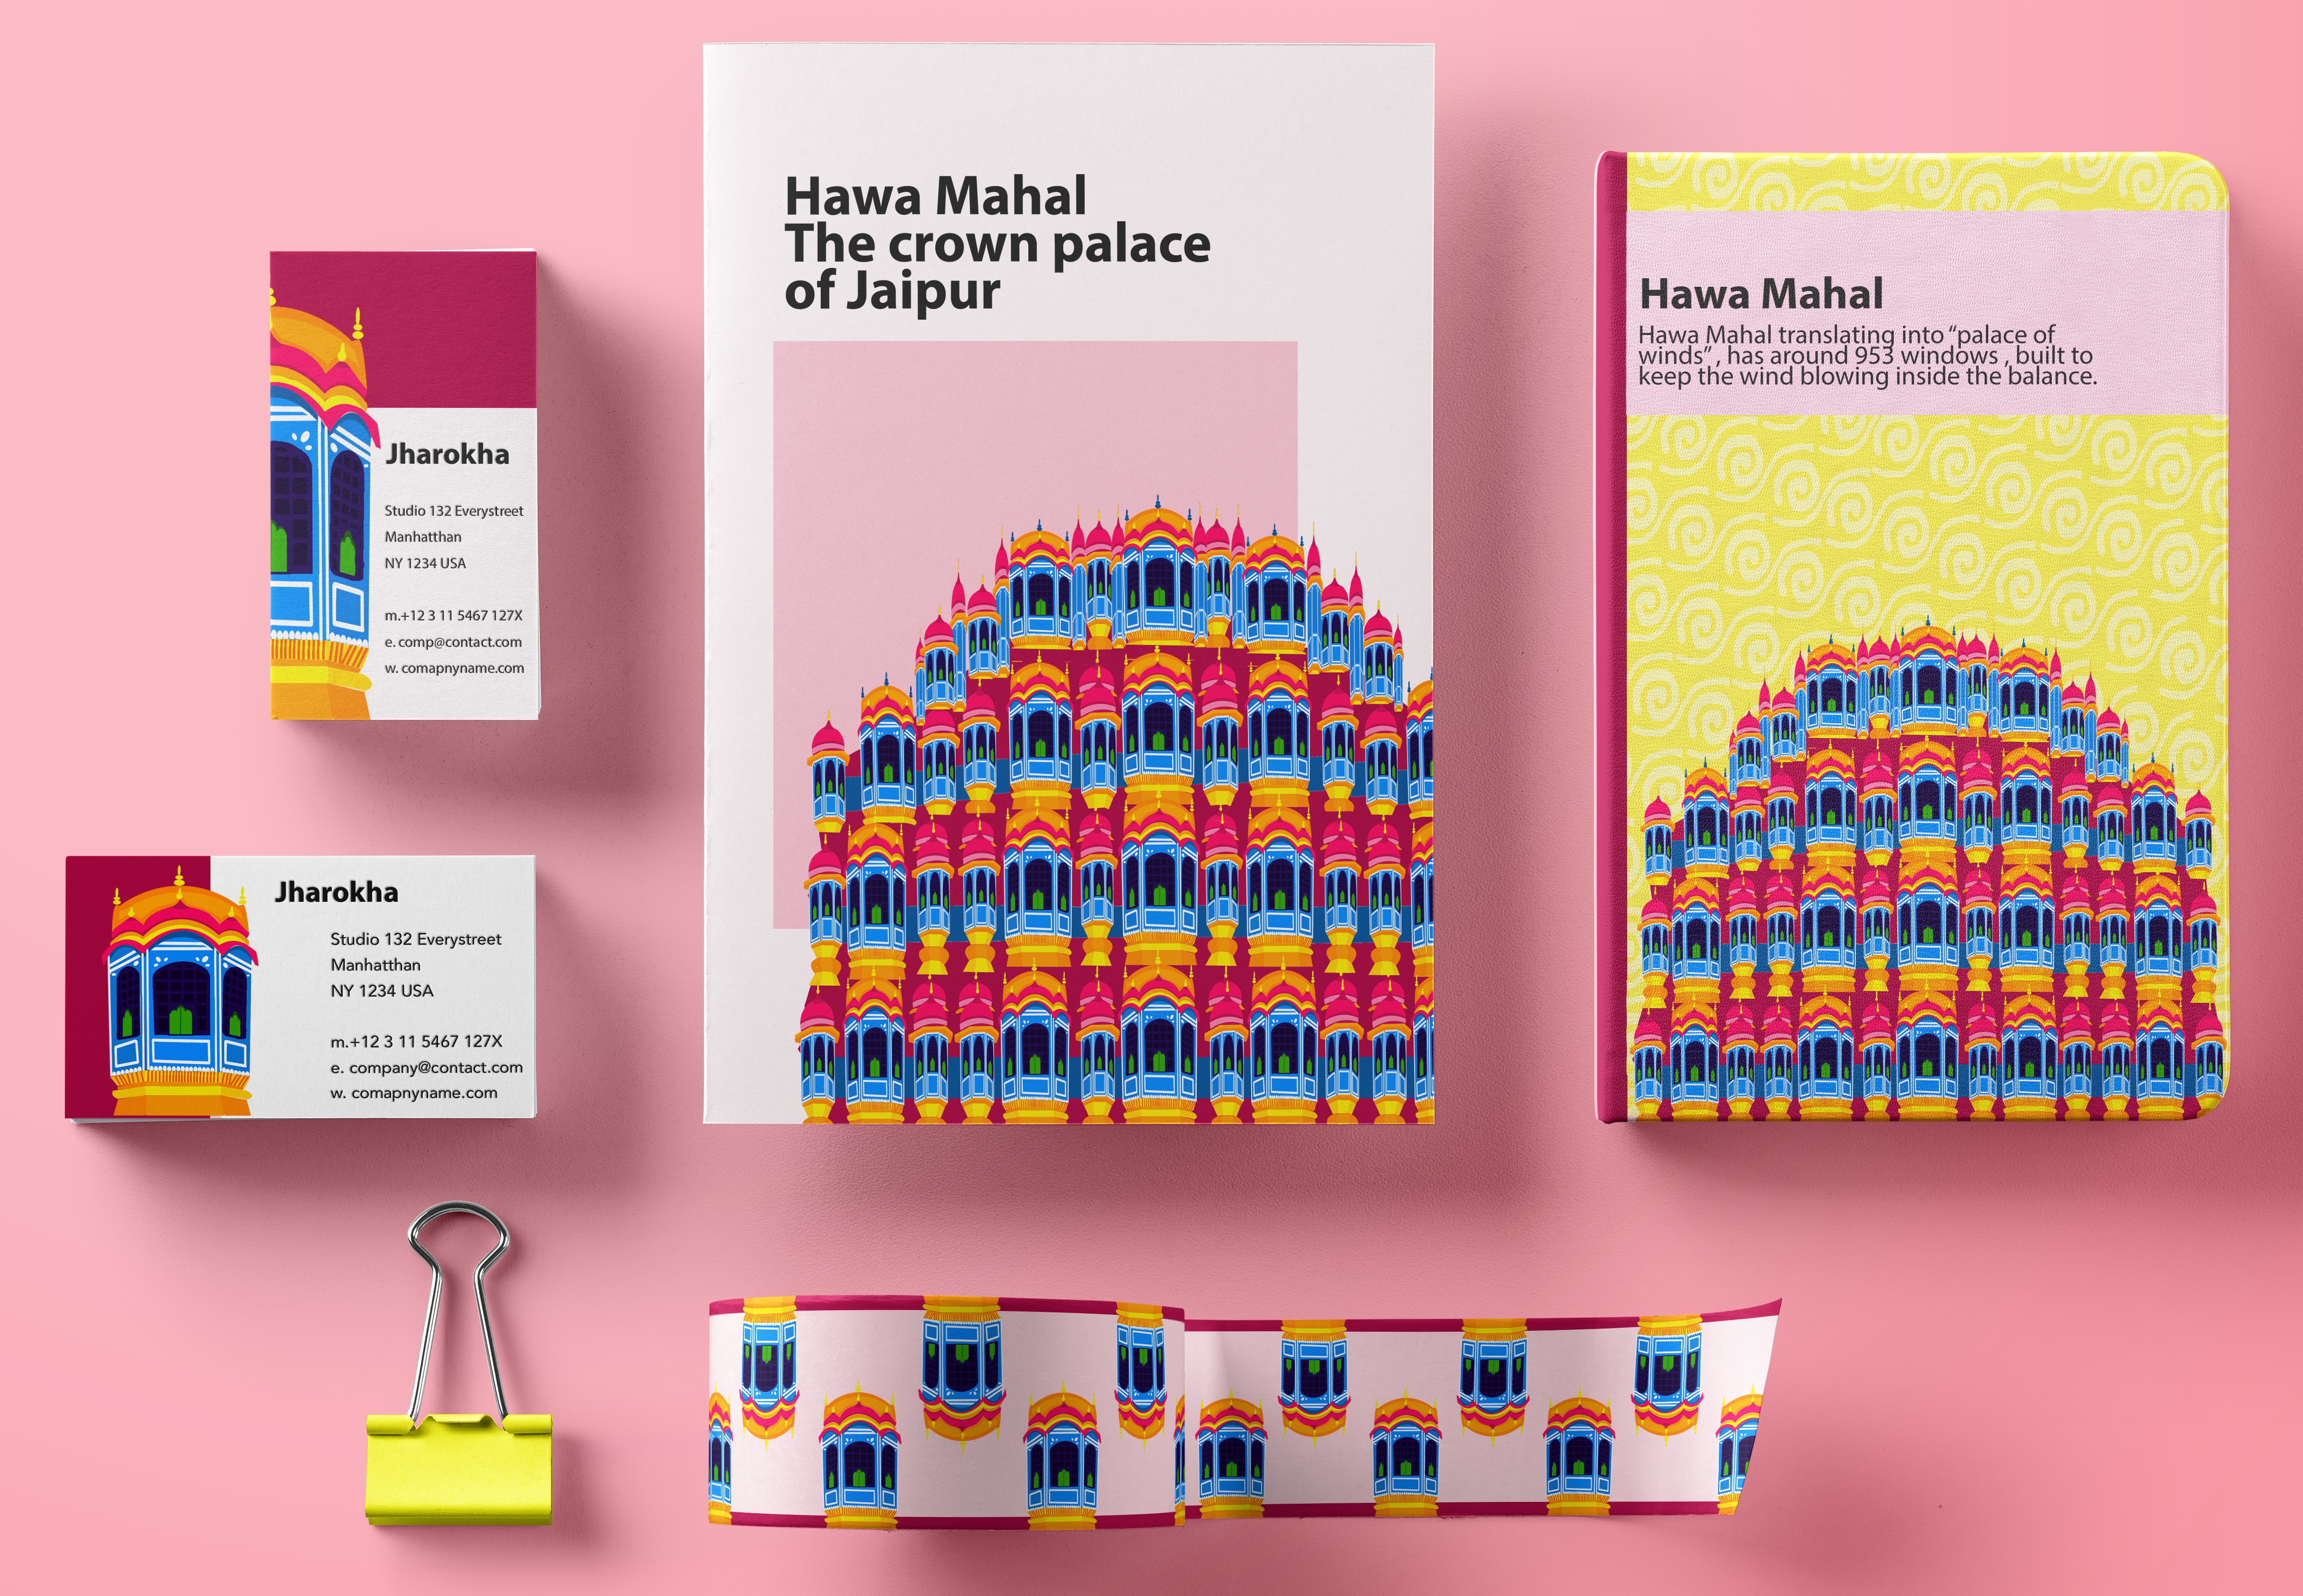 Jharokha
Studio 132 Everystreet
Manhatthan
NY 1234 USA
m.+12 3 11 5467 127X
e. comp@contact.com
w. comapnyname.com
Jharokha
Studio 132 Everystreet
Manhatthan
NY 1234 USA
m.+12 3 11 5467 127X
e. company@contact.com
w. comapnyname.com
Hawa Mahal
The crown palace
of Jaipur
Hawa Mahal
Hawa Mahal translating into “palace of
winds” , has around 953 windows , built to
keep the wind blowing inside the balance.